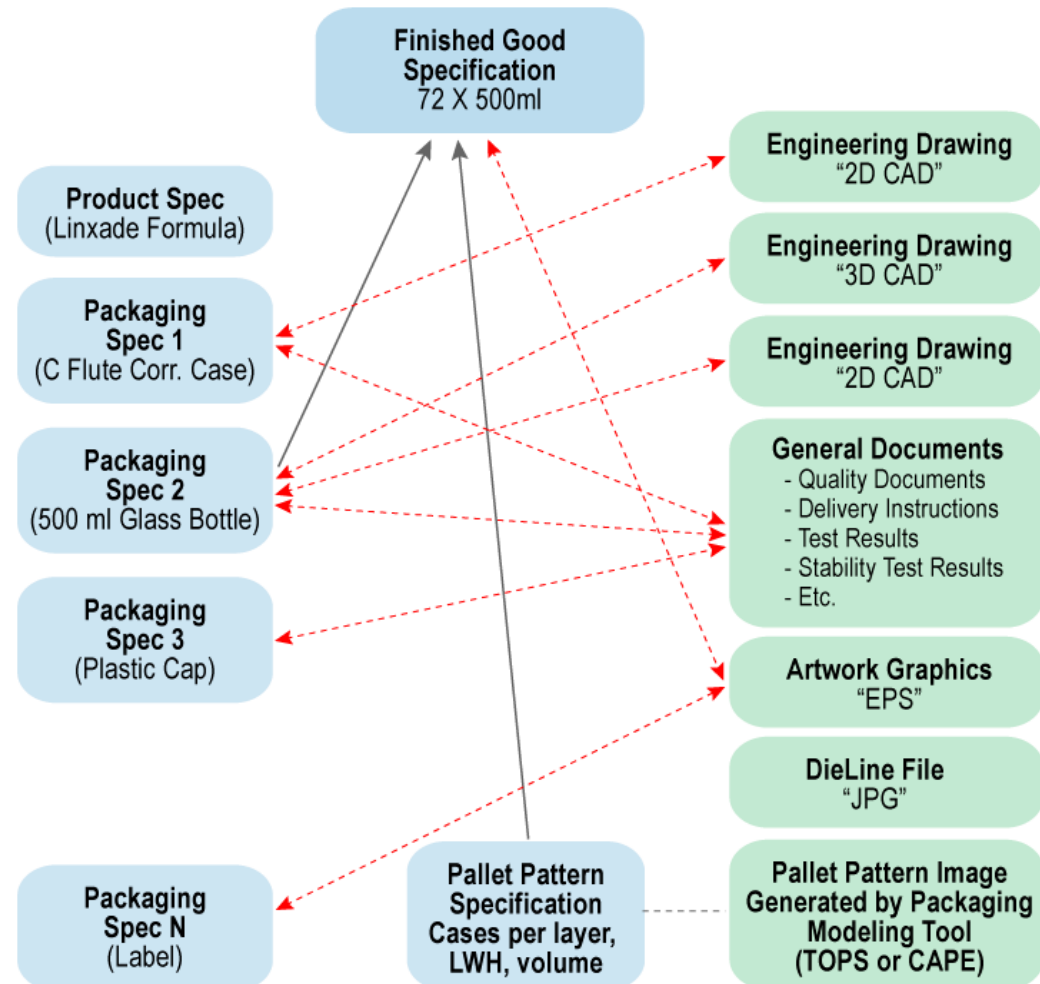 Finished Good
Specification
72 X 500ml
Product Spec
(Linxade Formula)
Packaging
Spec 1
(C Flute Corr. Case)
Packaging
Spec 2
(500 ml Glass Bottle)
Packaging
Spec 3
(Plastic Cap)
Packaging
Spec N
(Label)
Pallet Pattern
Specification
Cases per layer,
LWH, volume
Engineering Drawing
“2D CAD”
Engineering Drawing
“3D CAD”
Engineering Drawing
“2D CAD”
General Documents
- Quality Documents
- Delivery Instructions
- Test Results
- Stability Test Results
- Etc.
Artwork Graphics
“EPS”
DieLine File
“JPG”
Pallet Pattern Image
Generated by Packaging
Modeling Tool
(TOPS or CAPE)